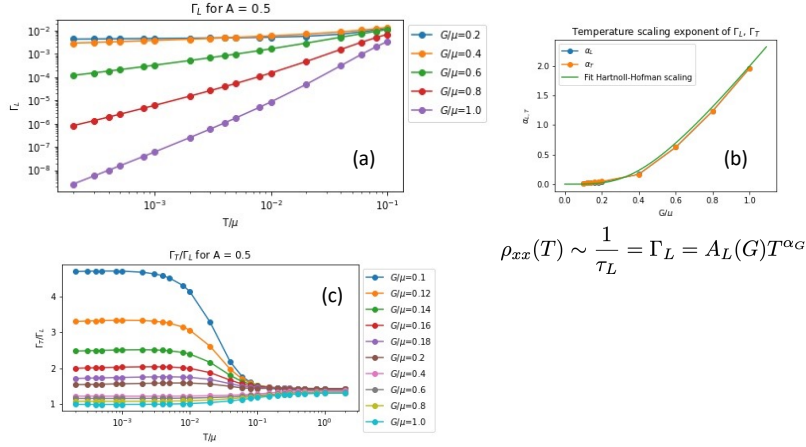 Γ_L for A = 0.5
Γ_L
10⁻²
10⁻³
10⁻⁴
10⁻⁵
10⁻⁶
10⁻⁷
10⁻⁸
10⁻³ 10⁻² 10⁻¹
T/μ
(a)
G/μ=0.2
G/μ=0.4
G/μ=0.6
G/μ=0.8
G/μ=1.0
Temperature scaling exponent of Γ_L, Γ_T
α_L
α_T
Fit Hartnoll-Hofman scaling
α_{L,T}
2.0
1.5
1.0
0.5
0.0
0.0 0.2 0.4 0.6 0.8 1.0
G/μ
(b)
ρ_{xx}(T) ∼ 1/τ_L = Γ_L = A_L(G)T^{α_G}
Γ_T/Γ_L for A = 0.5
Γ_T/Γ_L
4
3
2
1
10⁻³ 10⁻² 10⁻¹ 10⁰
T/μ
(c)
G/μ=0.1
G/μ=0.12
G/μ=0.14
G/μ=0.16
G/μ=0.18
G/μ=0.2
G/μ=0.4
G/μ=0.6
G/μ=0.8
G/μ=1.0